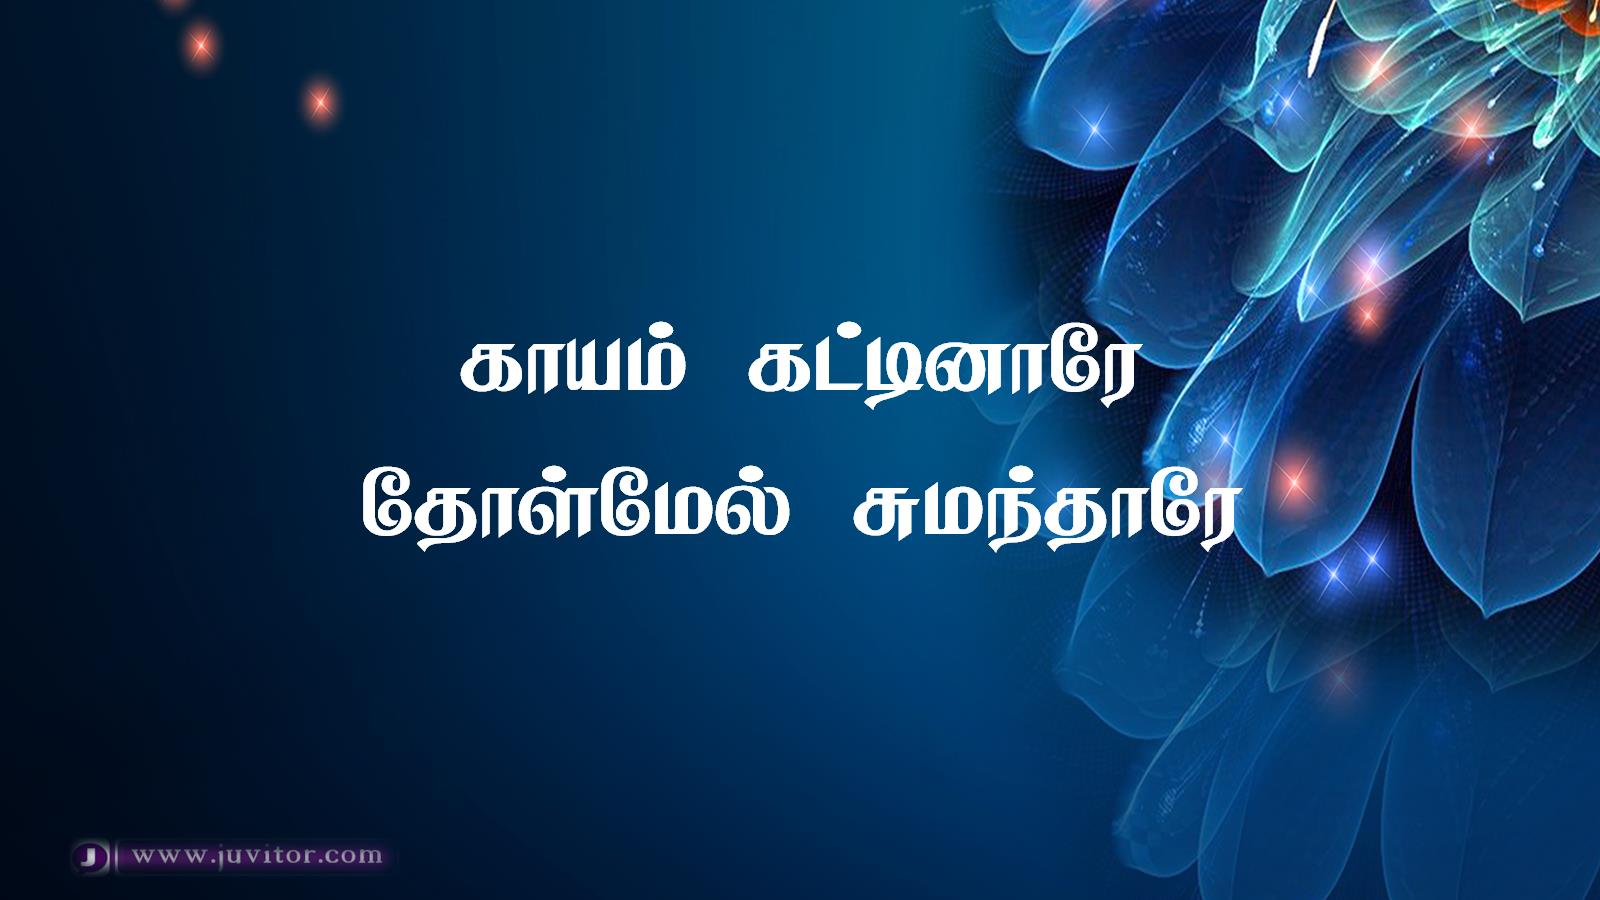 காயம் கட்டினாரே
தோள்மேல் சுமந்தாரே
J www.juvitor.com